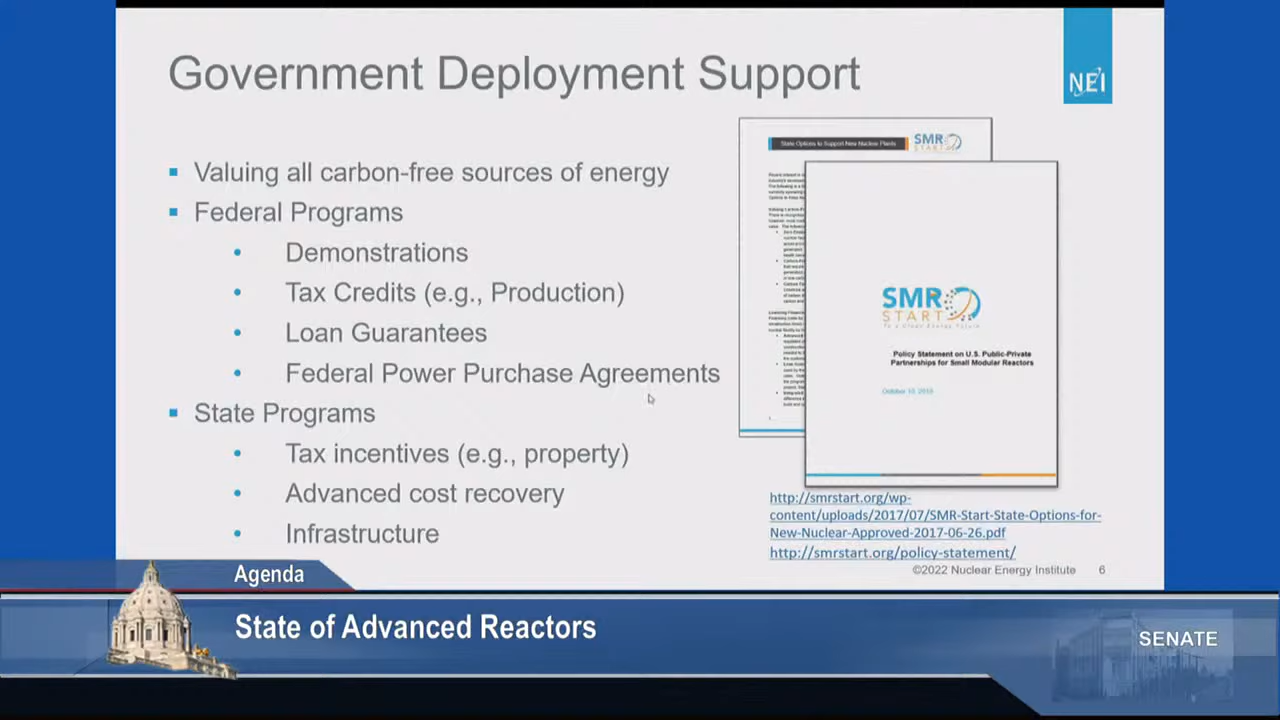 Government Deployment Support
NEI
Valuing all carbon-free sources of energy
Federal Programs
Demonstrations
Tax Credits (e.g., Production)
Loan Guarantees
Federal Power Purchase Agreements
State Programs
Tax incentives (e.g., property)
Advanced cost recovery
Infrastructure
State Options to Support New Nuclear Plants
SMR
START
SMR
START
To a Clean Energy Future
Policy Statement on U.S. Public-Private
Partnerships for Small Modular Reactors
http://smrstart.org/wp-
content/uploads/2017/07/SMR-Start-State-Options-for-
New-Nuclear-Approved-2017-06-26.pdf
http://smrstart.org/policy-statement/
©2022 Nuclear Energy Institute 6
Agenda
State of Advanced Reactors
SENATE